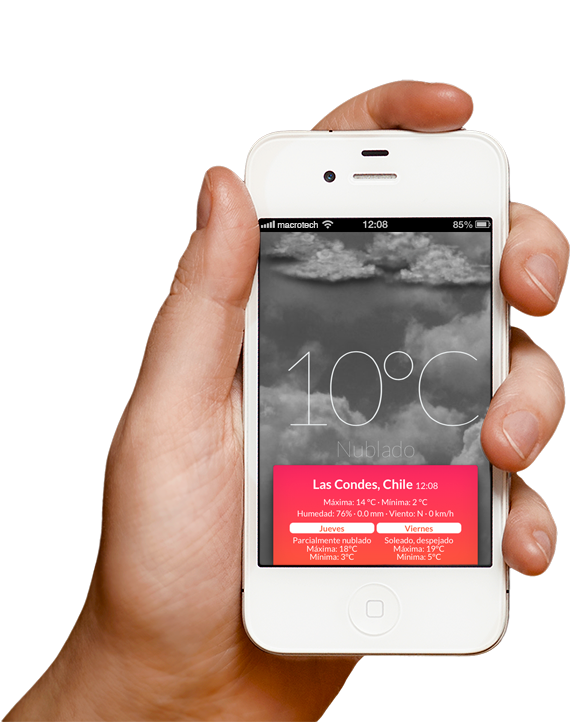 macrotech 12:08 85%
10°C
Nublado
Las Condes, Chile 12:08
Máxima: 14 °C · Mínima: 2 °C
Humedad: 76% · 0.0 mm · Viento: N · 0 km/h
Jueves Viernes
Parcialmente nublado Soleado, despejado
Máxima: 18°C Máxima: 19°C
Mínima: 3°C Mínima: 5°C